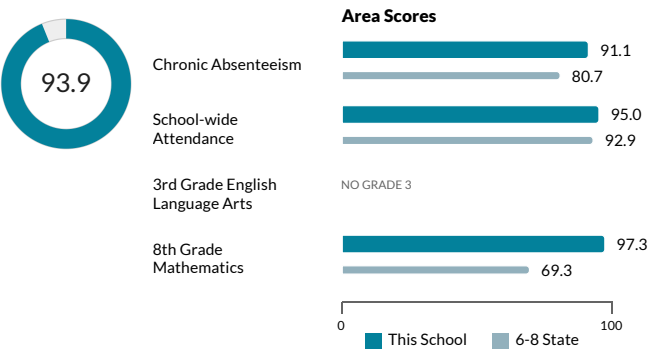 Area Scores
93.9
Chronic Absenteeism
91.1
80.7
School-wide
Attendance
95.0
92.9
3rd Grade English
Language Arts
NO GRADE 3
8th Grade
Mathematics
97.3
69.3
0
100
This School
6-8 State